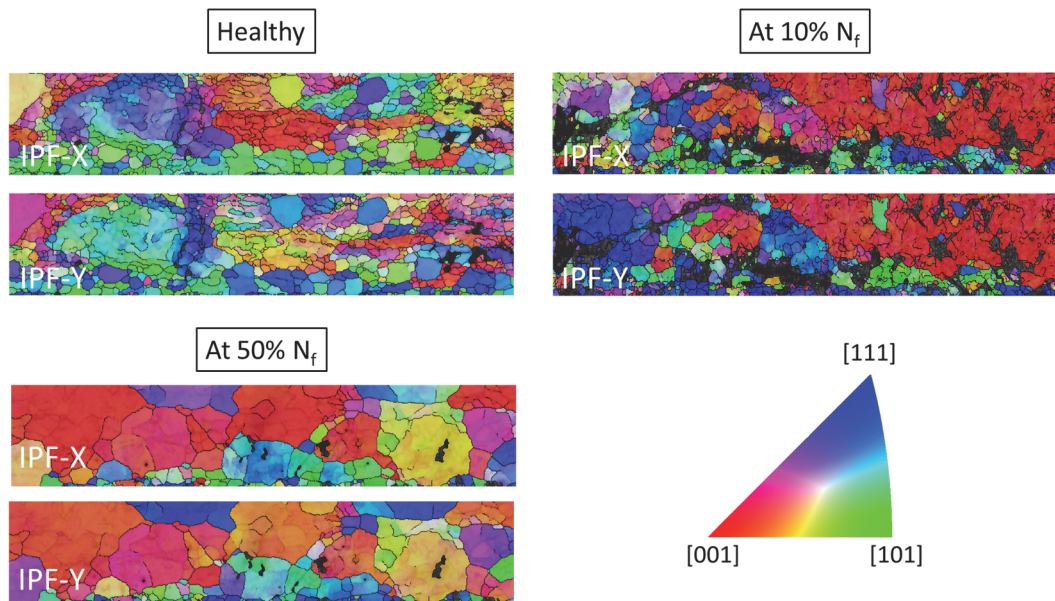 Healthy
IPF-X
IPF-Y
At 10% Nf
IPF-X
IPF-Y
At 50% Nf
IPF-X
IPF-Y
[111]
[001]
[101]